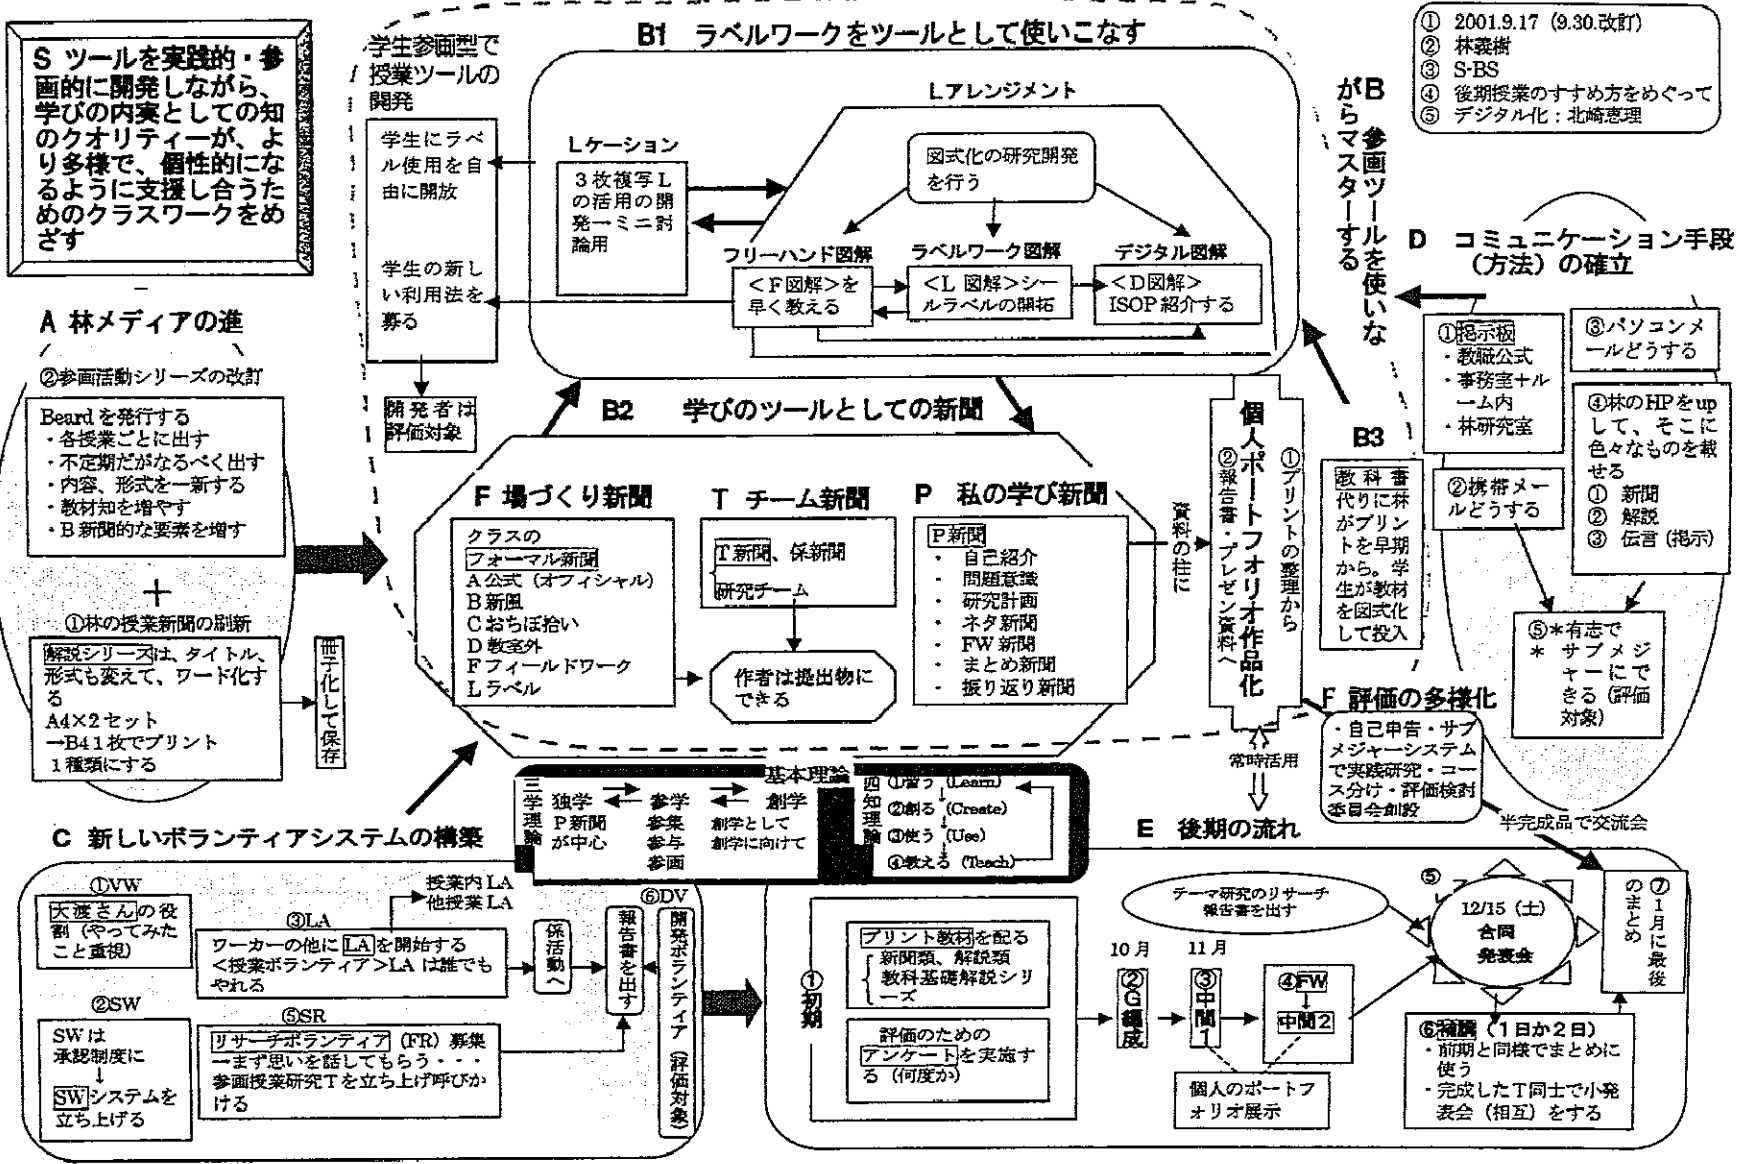 S ツールを実践的・参
画的に開発しながら、
学びの内実としての知
のクオリティーが、よ
り多様で、個性的にな
るように支援し合うた
めのクラスワークをめ
ざす
① 2001.9.17 (9.30.改訂)
② 林義樹
③ S-BS
④ 後期授業のすすめ方をめぐって
⑤ デジタル化：北崎恵理
B 参画ツールを使いな
がらマスターする
学生参画型で
授業ツールの
開発
学生にラベ
ル使用を自
由に開放
学生の新し
い利用法を
募る
開発者は
評価対象
B1 ラベルワークをツールとして使いこなす
Lケーション
3枚複写L
の活用の開
発→ミニ討
論用
Lアレンジメント
図式化の研究開発
を行う
フリーハンド図解
＜F図解＞を
早く教える
ラベルワーク図解
＜L 図解＞シー
ルラベルの開拓
デジタル図解
＜D図解＞
ISOP紹介する
A 林メディアの進
②参画活動シリーズの改訂
Beardを発行する
・各授業ごとに出す
・不定期だがなるべく出す
・内容、形式を一新する
・教材知を増やす
・B新聞的な要素を増す
＋
①林の授業新聞の刷新
解説シリーズは、タイトル、
形式も変えて、ワード化す
る
A4×2セット
→B41枚でプリント
1種類にする
冊子化して保存
B2 学びのツールとしての新聞
F 場づくり新聞
クラスの
フォーマル新聞
A公式（オフィシャル）
B新風
Cおちぼ拾い
D教室外
Fフィールドワーク
Lラベル
T チーム新聞
T新聞、係新聞
研究チーム
作者は提出物に
できる
P 私の学び新聞
P新聞
・ 自己紹介
・ 問題意識
・ 研究計画
・ ネタ新聞
・ FW新聞
・ まとめ新聞
・ 振り返り新聞
資料の柱に
個人ポートフォリオ作品化
①プリントの整理から
②報告書・プレゼン資料へ
常時活用
B3
教科書
代りに林
がプリン
トを早期
から。学
生が教材
を図式化
して投入
D コミュニケーション手段
（方法）の確立
①掲示板
・教職公式
・事務室＋ル
ーム内
・林研究室
②携帯メー
ルどうする
③パソコンメ
ールどうする
④林のHPをup
して、そこに
色々なものを載
せる
① 新聞
② 解説
③ 伝言（掲示）
⑤＊有志で
＊ サブメジ
ャーにで
きる（評価
対象）
F 評価の多様化
・自己申告・サブ
メジャーシステム
で実践研究・コー
ス分け・評価検討
委員会創設
半完成品で交流会
基本理論
三学理論
独学
P新聞
が中心
参学
参集
参与
参画
創学
創学として
創学に向けて
四知理論
①習う (Learn)
②創る (Create)
③使う (Use)
④教える (Teach)
C 新しいボランティアシステムの構築
①VW
大渡さんの役
割（やってみた
こと重視）
②SW
SWは
承認制度に
↓
SWシステムを
立ち上げる
③LA
授業内LA
他授業LA
ワーカーの他にLAを開始する
＜授業ボランティア＞LAは誰でも
やれる
⑤SR
リサーチボランティア (FR) 募集
→まず思いを話してもらう・・・
参画授業研究Tを立ち上げ呼びか
ける
係活動へ
報告書を出す
⑥DV
開発ボランティア（評価対象）
E 後期の流れ
①初期
プリント教材を配る
新聞類、解説類
教科基礎解説シリ
ーズ
評価のための
アンケートを実施す
る（何度か）
10月
②G編成
11月
③中間1
④FW
中間2
個人のポートフ
ォリオ展示
テーマ研究のリサーチ
報告書を出す
⑤
12/15（土）
合同
発表会
⑥補講（1日か2日）
・前期と同様でまとめに
使う
・完成したT同士で小発
表会（相互）をする
⑦1月に最後
のまとめ